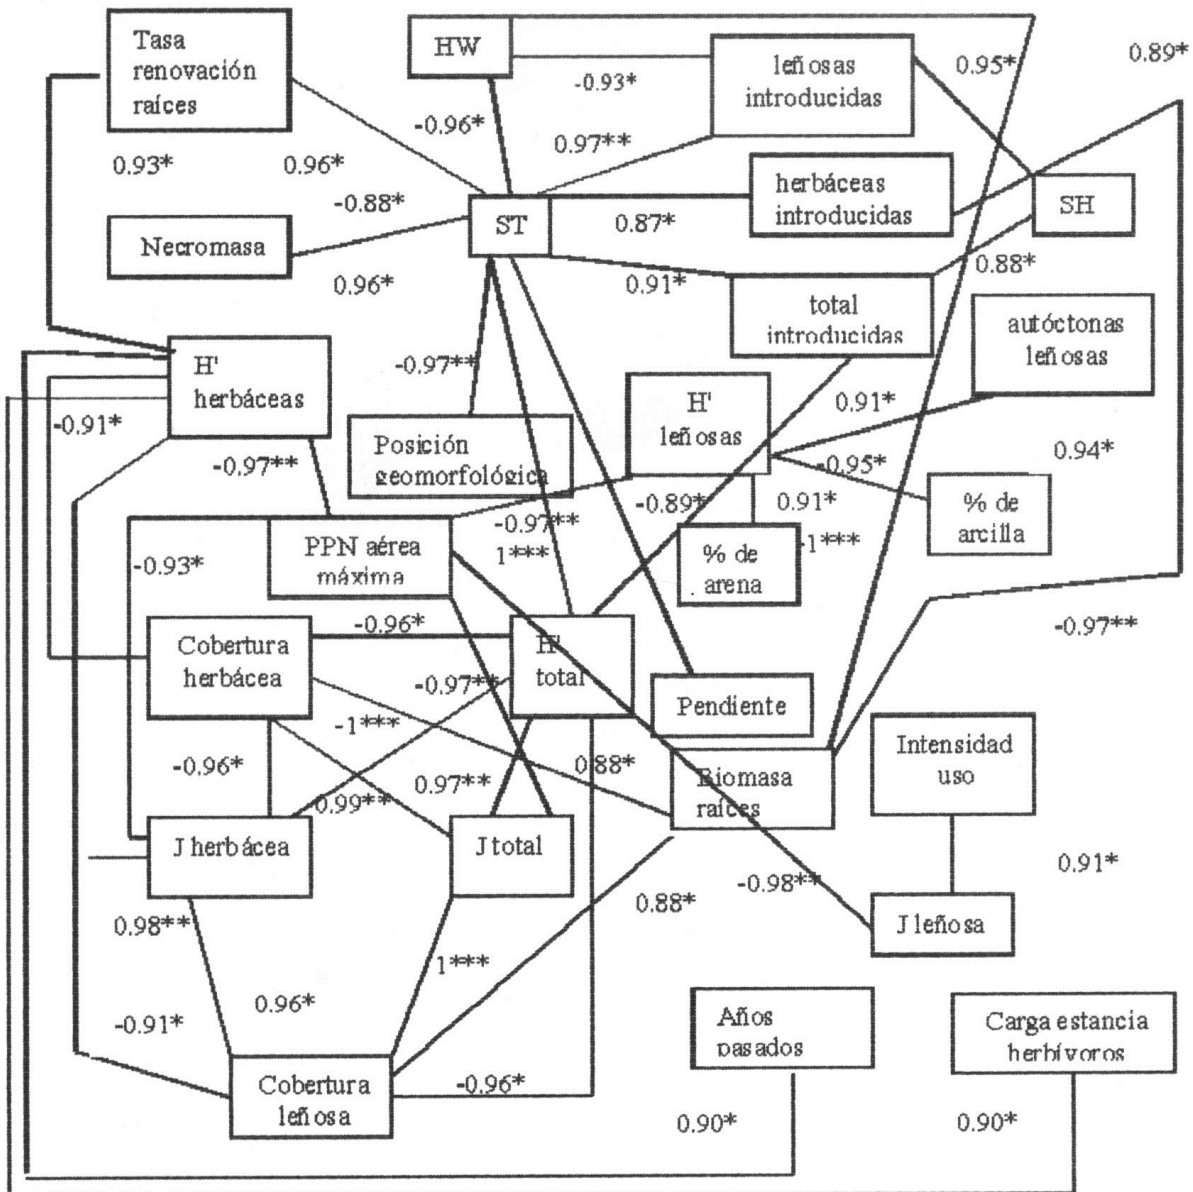 Tasa
renovación
raíces
HW
leñosas
introducidas
0.95*
0.89*
-0.93*
-0.96*
0.97**
0.93*
0.96*
herbáceas
introducidas
-0.88*
ST
0.87*
SH
Necromasa
0.96*
0.91*
0.88*
total
introducidas
autóctonas
leñosas
H'
herbáceas
-0.97**
H'
leñosas
0.91*
-0.91*
Posición
geomorfológica
-0.97**
-0.95*
0.94*
-0.89*
0.91*
% de
arcilla
-0.97**
1***
-1***
PPN aérea
máxima
% de
arena
-0.93*
-0.96*
-0.97**
Cobertura
herbácea
H'
total
-0.97**
Pendiente
-1***
Intensidad
uso
-0.96*
0.97**
0.88*
Biomasa
raíces
0.99**
J herbácea
J total
0.91*
-0.98**
0.88*
J leñosa
0.98**
1***
0.96*
-0.91*
Años
pasados
Carga estancia
herbívoros
Cobertura
leñosa
-0.96*
0.90*
0.90*